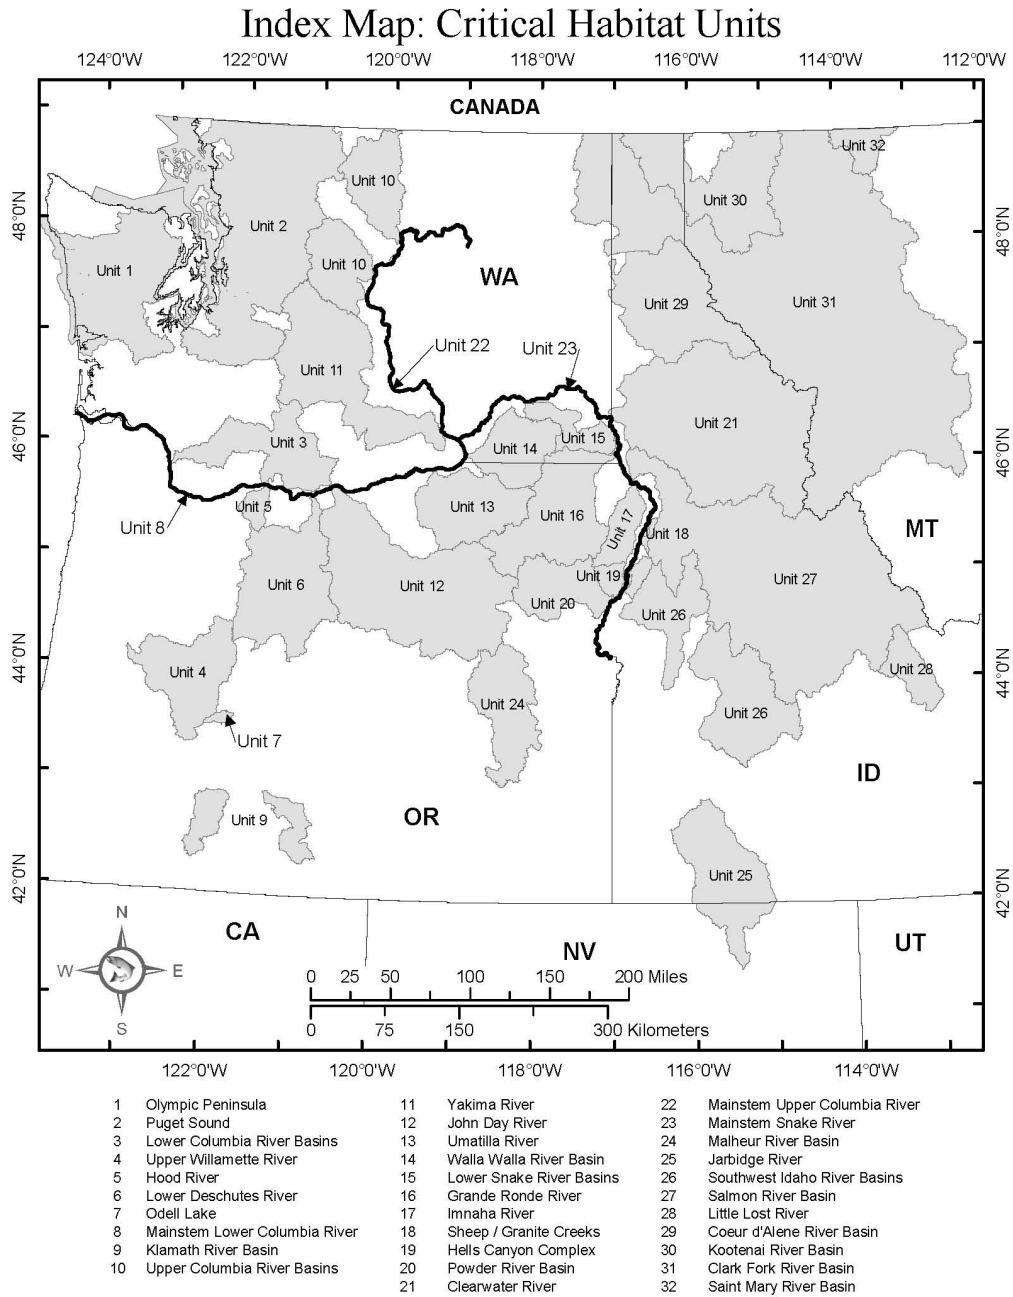 Index Map: Critical Habitat Units
124°0'W 122°0'W 120°0'W 118°0'W 116°0'W 114°0'W 112°0'W
CANADA
Unit 32
Unit 10
Unit 30
48°0'N
48°0'N
Unit 2
Unit 10
Unit 1
WA
Unit 29
Unit 31
Unit 22
Unit 23
Unit 11
Unit 21
46°0'N
46°0'N
Unit 3
Unit 14
Unit 15
Unit 5
Unit 13
Unit 16
Unit 17
Unit 8
Unit 18
MT
Unit 6
Unit 12
Unit 19
Unit 27
Unit 20
Unit 26
44°0'N
44°0'N
Unit 4
Unit 28
Unit 24
Unit 26
Unit 7
ID
OR
Unit 9
42°0'N
42°0'N
Unit 25
N
W E
S
CA
NV
UT
0 25 50 100 150 200 Miles
0 75 150 300 Kilometers
122°0'W 120°0'W 118°0'W 116°0'W 114°0'W
1 Olympic Peninsula
2 Puget Sound
3 Lower Columbia River Basins
4 Upper Willamette River
5 Hood River
6 Lower Deschutes River
7 Odell Lake
8 Mainstem Lower Columbia River
9 Klamath River Basin
10 Upper Columbia River Basins
11 Yakima River
12 John Day River
13 Umatilla River
14 Walla Walla River Basin
15 Lower Snake River Basins
16 Grande Ronde River
17 Imnaha River
18 Sheep / Granite Creeks
19 Hells Canyon Complex
20 Powder River Basin
21 Clearwater River
22 Mainstem Upper Columbia River
23 Mainstem Snake River
24 Malheur River Basin
25 Jarbidge River
26 Southwest Idaho River Basins
27 Salmon River Basin
28 Little Lost River
29 Coeur d'Alene River Basin
30 Kootenai River Basin
31 Clark Fork River Basin
32 Saint Mary River Basin